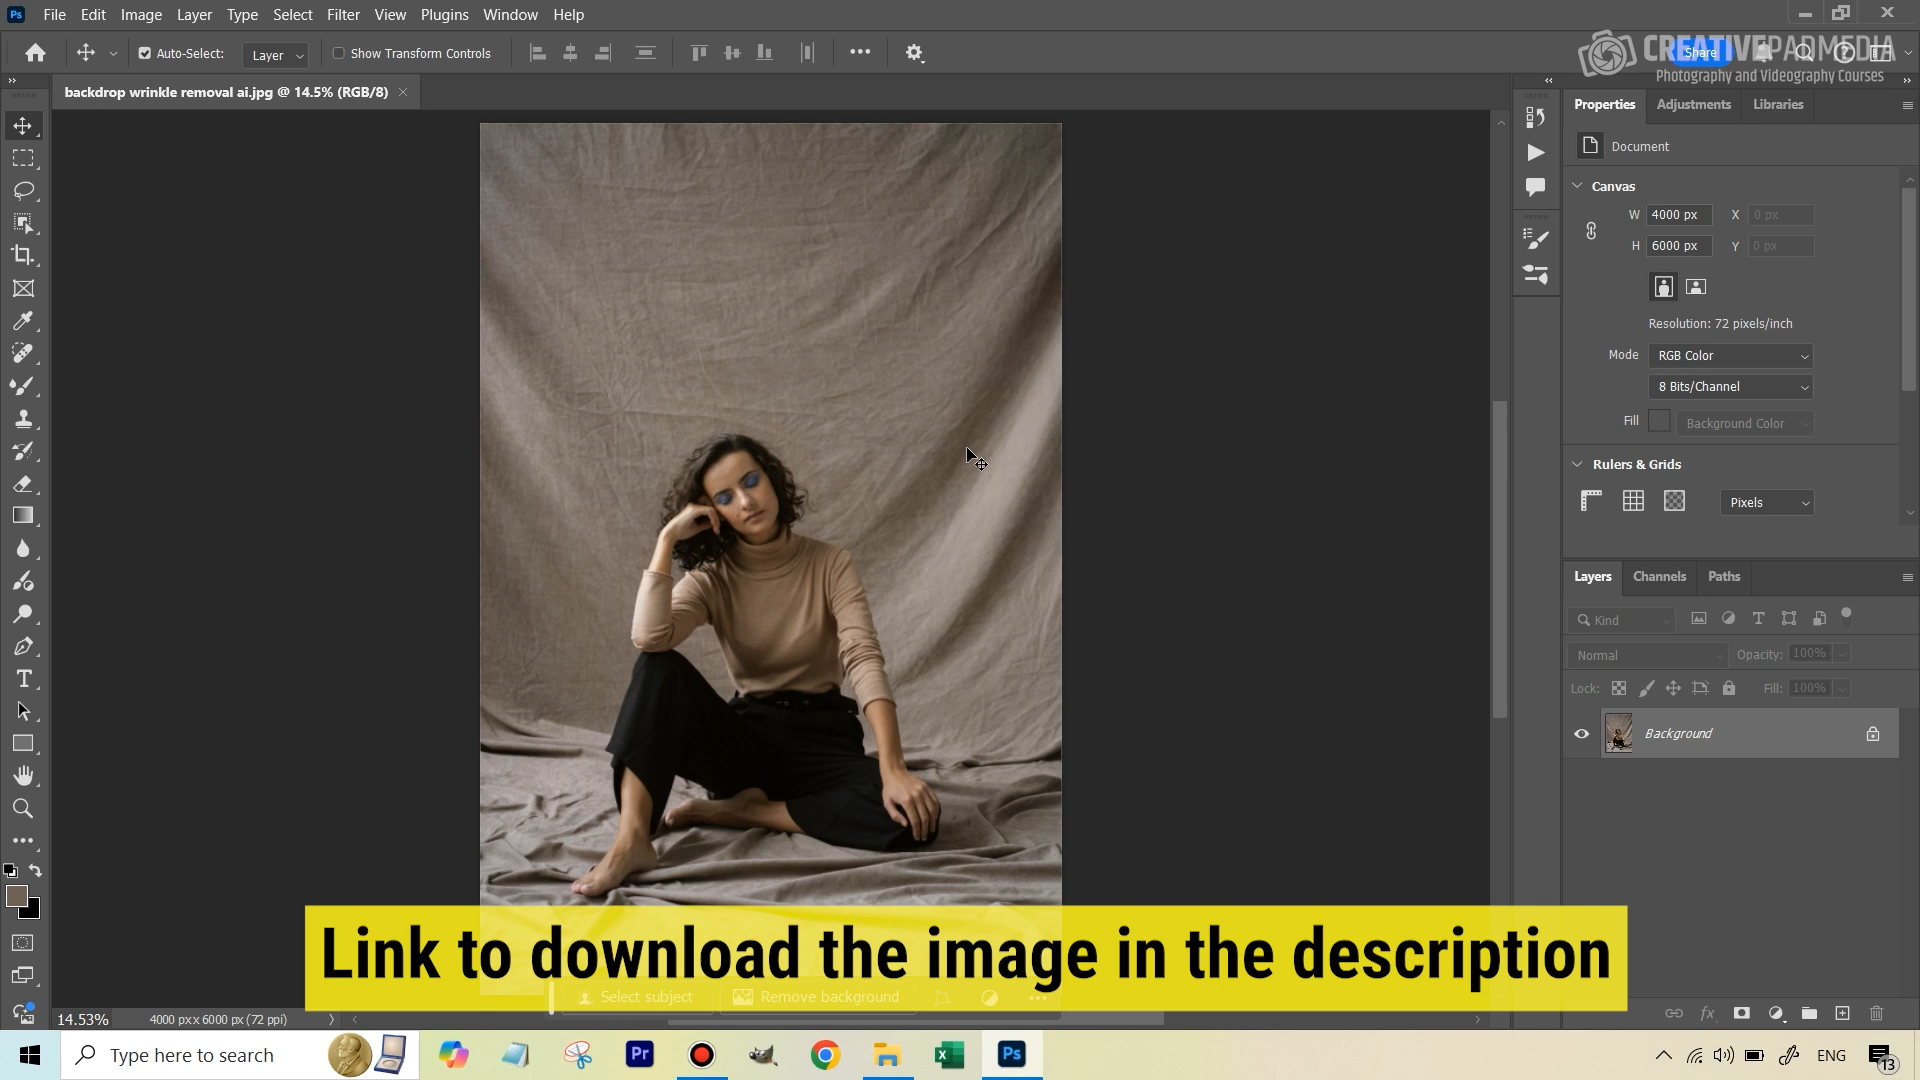 Ps File Edit Image Layer Type Select Filter View Plugins Window Help
Auto-Select: Layer Show Transform Controls
Share
CREATIVEPADMEDIA
Photography and Videography Courses
backdrop wrinkle removal ai.jpg @ 14.5% (RGB/8)
Properties Adjustments Libraries
Document
Canvas
W 4000 px X 0 px
H 6000 px Y 0 px
Resolution: 72 pixels/inch
Mode RGB Color
8 Bits/Channel
Fill Background Color
Rulers & Grids
Pixels
Layers Channels Paths
Kind
Normal Opacity: 100%
Lock: Fill: 100%
Background
Link to download the image in the description
Select subject Remove background
14.53% 4000 px x 6000 px (72 ppi)
Type here to search
Pr
Ps
ENG
13